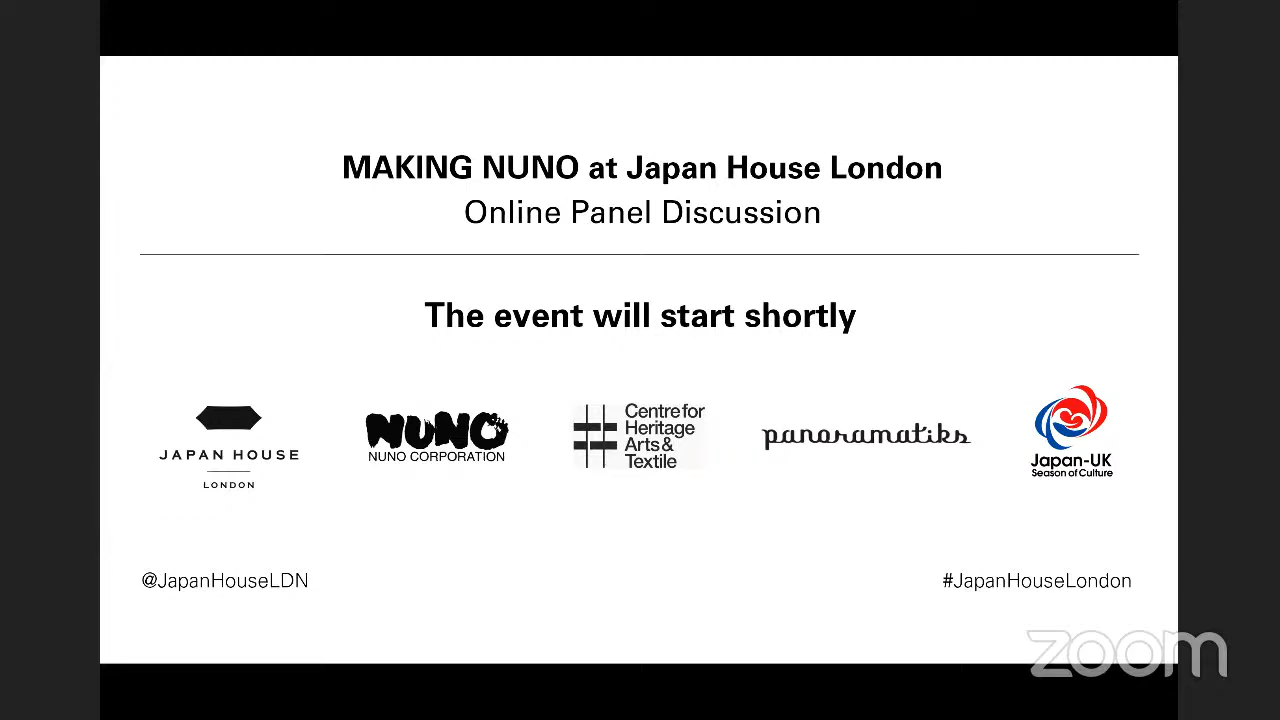 MAKING NUNO at Japan House London
Online Panel Discussion
The event will start shortly
JAPAN HOUSE
LONDON
NUNO
NUNO CORPORATION
Centre for
Heritage
Arts &
Textile
panoramatiks
Japan-UK
Season of Culture
@JapanHouseLDN
#JapanHouseLondon
zoom